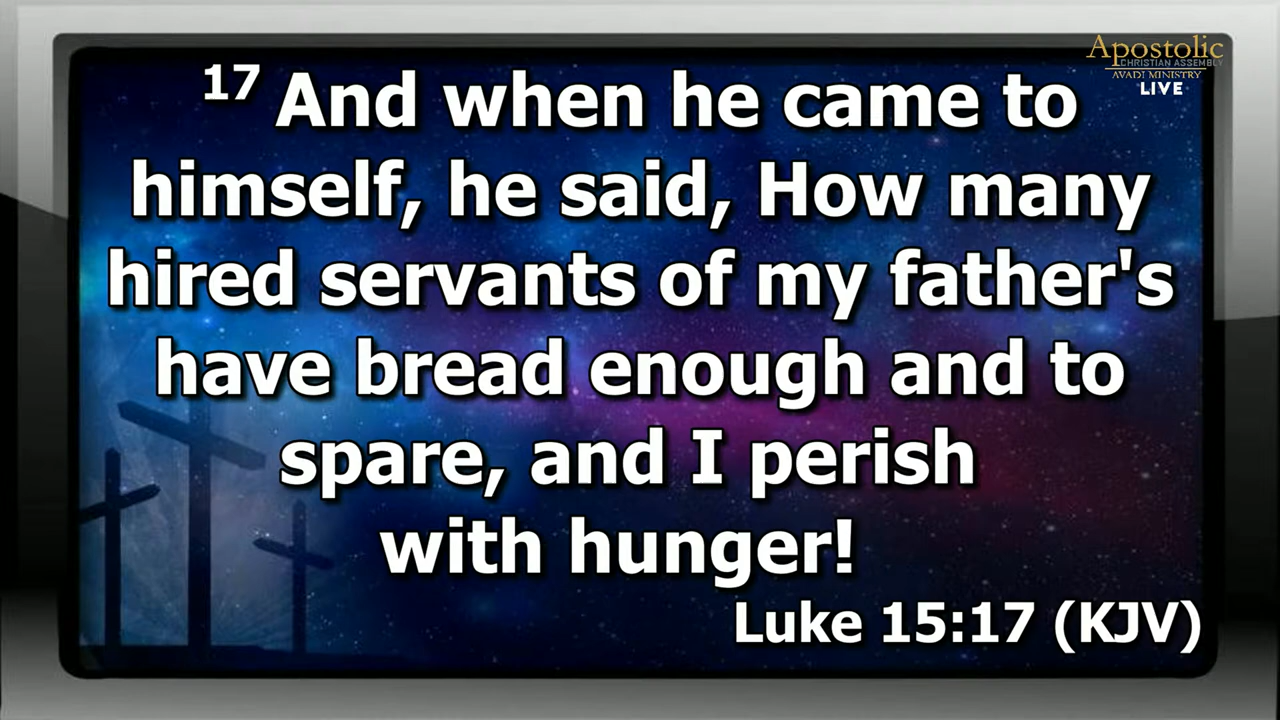 Apostolic
CHRISTIAN ASSEMBLY
AVADI MINISTRY
LIVE
17 And when he came to
himself, he said, How many
hired servants of my father's
have bread enough and to
spare, and I perish
with hunger!
Luke 15:17 (KJV)